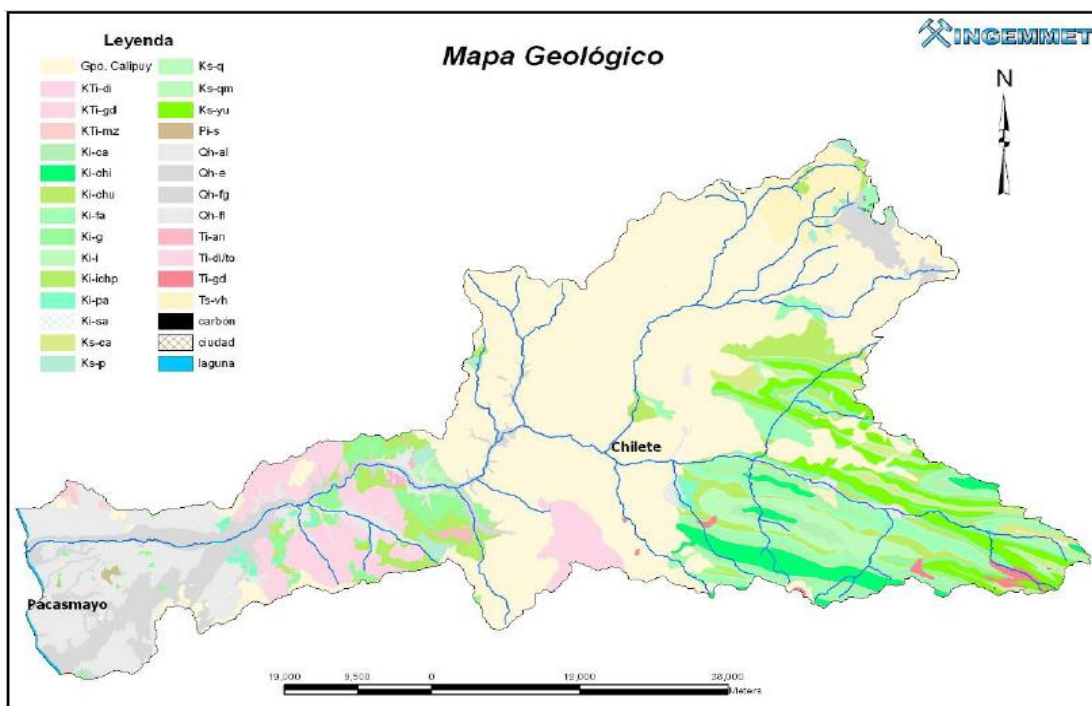 Leyenda
Gpo. Calipuy
KTi-di
KTi-gd
KTi-mz
Ki-ca
Ki-chi
Ki-chu
Ki-fa
Ki-g
Ki-i
Ki-ichp
Ki-pa
Ki-sa
Ks-ca
Ks-p
Ks-q
Ks-qm
Ks-yu
Pi-s
Qh-al
Qh-e
Qh-fg
Qh-fl
Ti-an
Ti-di/to
Ti-gd
Ts-vh
carbón
ciudad
laguna
Mapa Geológico
INGEMMET
N
Chilete
Pacasmayo
19,000 9,500 0 19,000 38,000
Meters